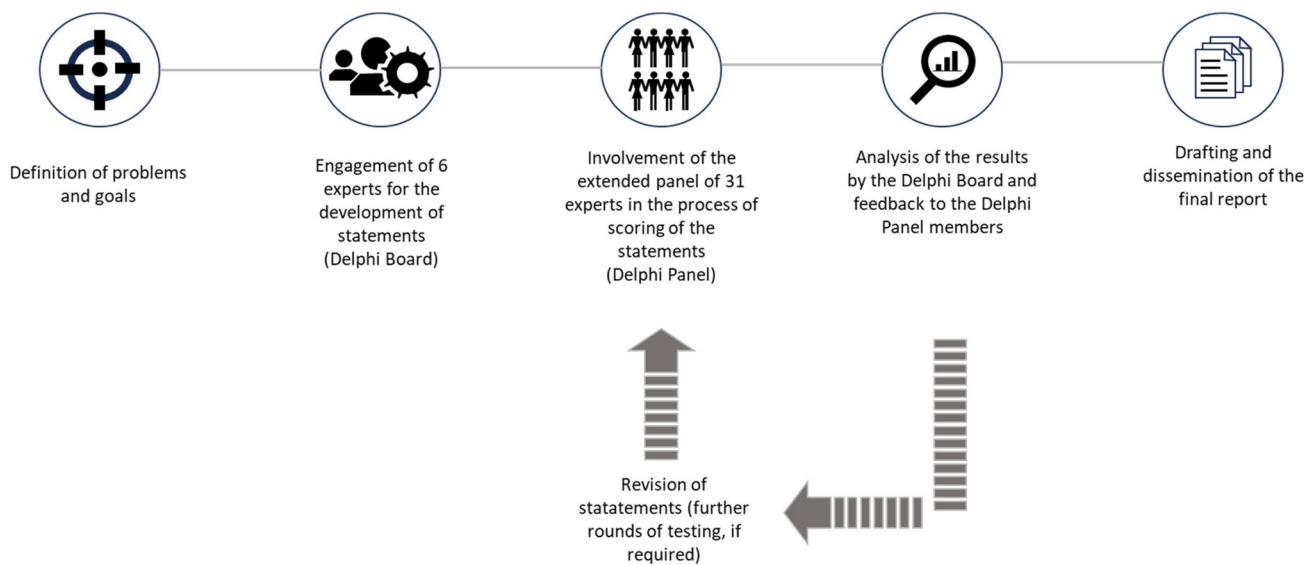 Definition of problems
and goals
Engagement of 6
experts for the
development of
statements
(Delphi Board)
Involvement of the
extended panel of 31
experts in the process of
scoring of the
statements
(Delphi Panel)
Analysis of the results
by the Delphi Board and
feedback to the Delphi
Panel members
Drafting and
dissemination of the
final report
Revision of
statatements (further
rounds of testing, if
required)